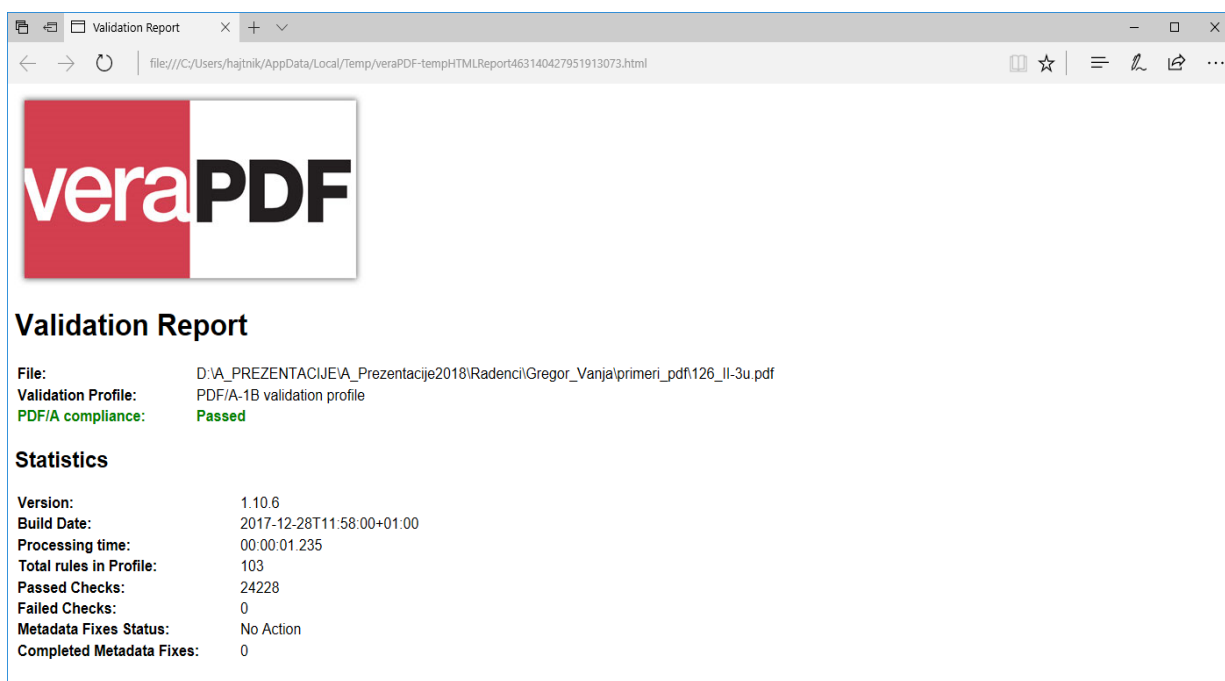 Validation Report
file:///C:/Users/hajtnik/AppData/Local/Temp/veraPDF-tempHTMLReport463140427951913073.html
veraPDF
Validation Report
File: D:\A_PREZENTACIJE\A_Prezentacije2018\Radenci\Gregor_Vanja\primeri_pdf\126_II-3u.pdf
Validation Profile: PDF/A-1B validation profile
PDF/A compliance: Passed
Statistics
Version: 1.10.6
Build Date: 2017-12-28T11:58:00+01:00
Processing time: 00:00:01.235
Total rules in Profile: 103
Passed Checks: 24228
Failed Checks: 0
Metadata Fixes Status: No Action
Completed Metadata Fixes: 0